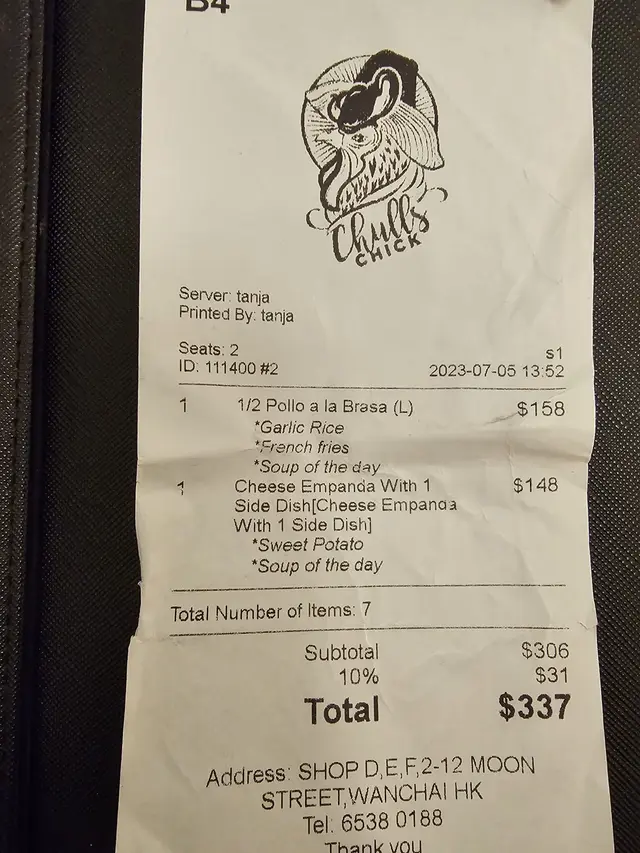 B4
Chulls
CHICK
Server: tanja
Printed By: tanja
Seats: 2 s1
ID: 111400 #2 2023-07-05 13:52
1 1/2 Pollo a la Brasa (L) $158
*Garlic Rice
*French fries
*Soup of the day
1 Cheese Empanda With 1 $148
Side Dish[Cheese Empanda
With 1 Side Dish]
*Sweet Potato
*Soup of the day
Total Number of Items: 7
Subtotal $306
10% $31
Total $337
Address: SHOP D,E,F,2-12 MOON
STREET,WANCHAI HK
Tel: 6538 0188
Thank you